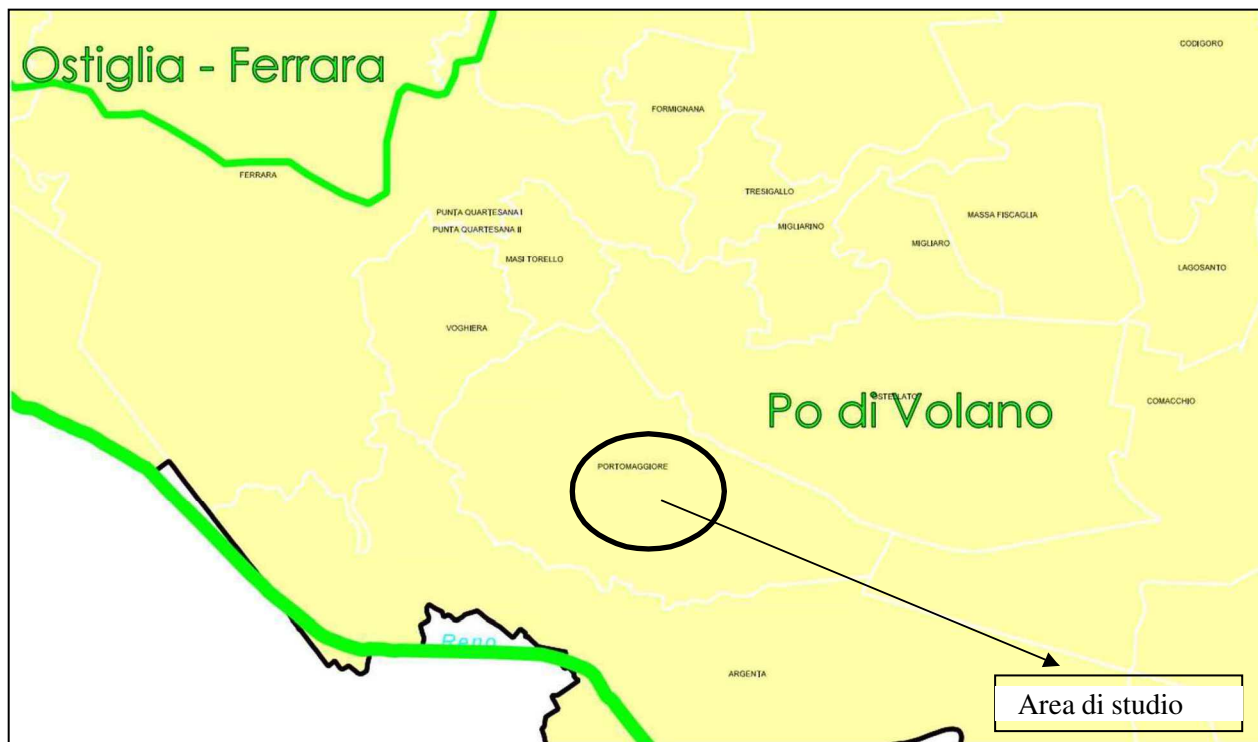 CODIGORO
Ostiglia - Ferrara
FORMIGNANA
FERRARA
TRESIGALLO
PUNTA QUARTESANA I
MASSA FISCAGLIA
PUNTA QUARTESANA II
MIGLIARINO
MIGLIARO
MASI TORELLO
LAGOSANTO
VOGHIERA
OSTELLATO
Po di Volano
COMACCHIO
PORTOMAGGIORE
Reno
ARGENTA
Area di studio